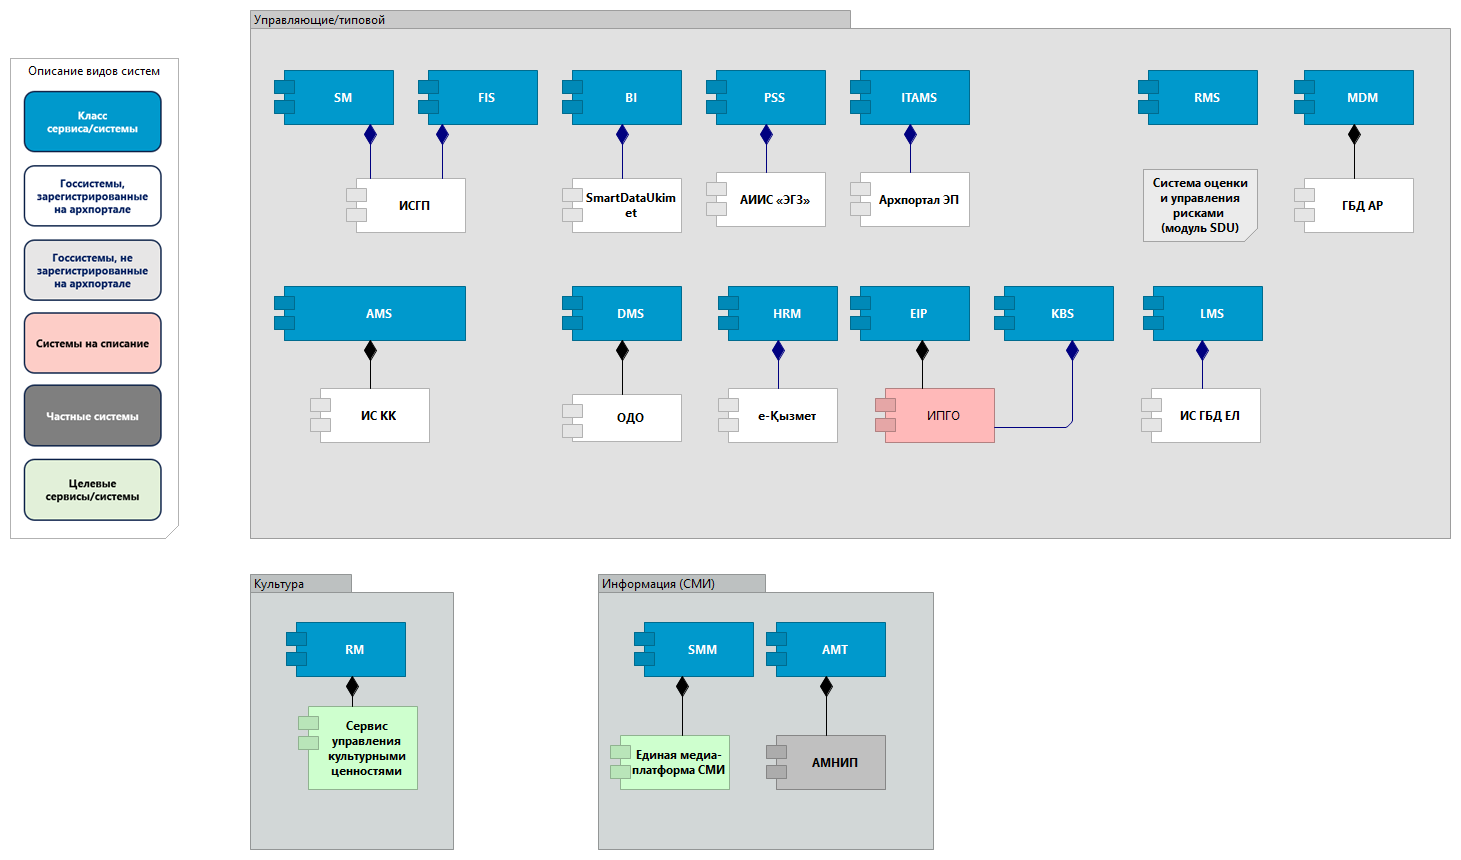 Управляющие/типовой
Описание видов систем
Класс
сервиса/системы
Госсистемы,
зарегистрированные
на архпортале
Госсистемы, не
зарегистрированные
на архпортале
Системы на списание
Частные системы
Целевые
сервисы/системы
SM
FIS
BI
PSS
ITAMS
RMS
MDM
ИСГП
SmartDataUkim
et
АИИС «ЭГЗ»
Архпортал ЭП
Система оценки
и управления
рисками
(модуль SDU)
ГБД АР
AMS
DMS
HRM
EIP
KBS
LMS
ИС КК
ОДО
е-Қызмет
ИПГО
ИС ГБД ЕЛ
Культура
RM
Сервис
управления
культурными
ценностями
Информация (СМИ)
SMM
AMT
Единая медиа-
платформа СМИ
АМНИП